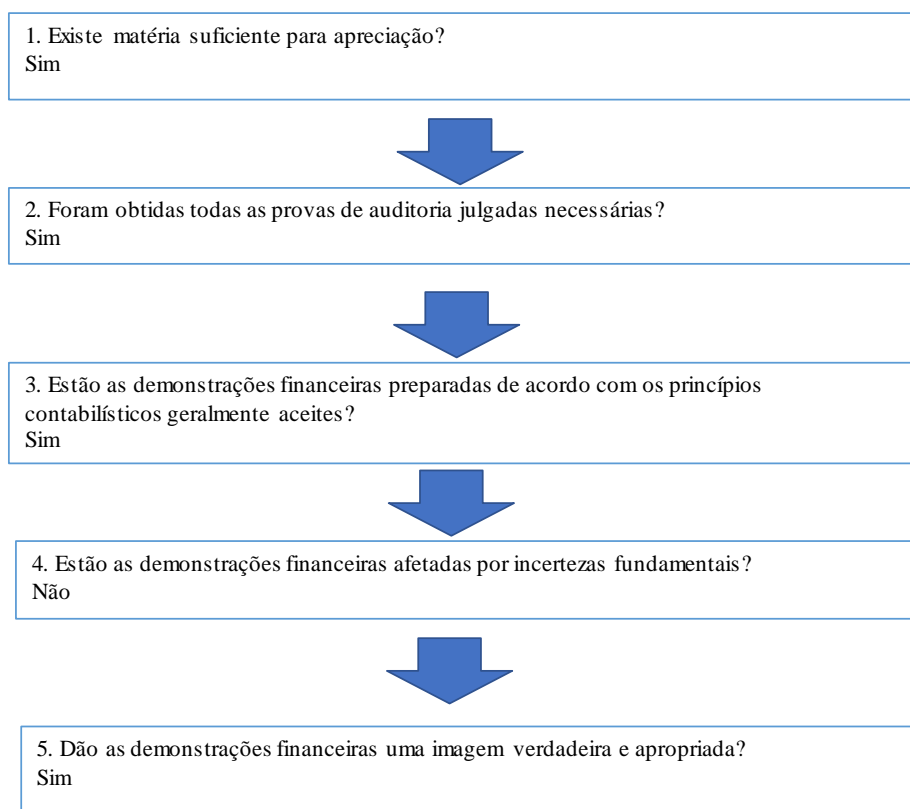 1. Existe matéria suficiente para apreciação?
Sim
2. Foram obtidas todas as provas de auditoria julgadas necessárias?
Sim
3. Estão as demonstrações financeiras preparadas de acordo com os princípios
contabilísticos geralmente aceites?
Sim
4. Estão as demonstrações financeiras afetadas por incertezas fundamentais?
Não
5. Dão as demonstrações financeiras uma imagem verdadeira e apropriada?
Sim